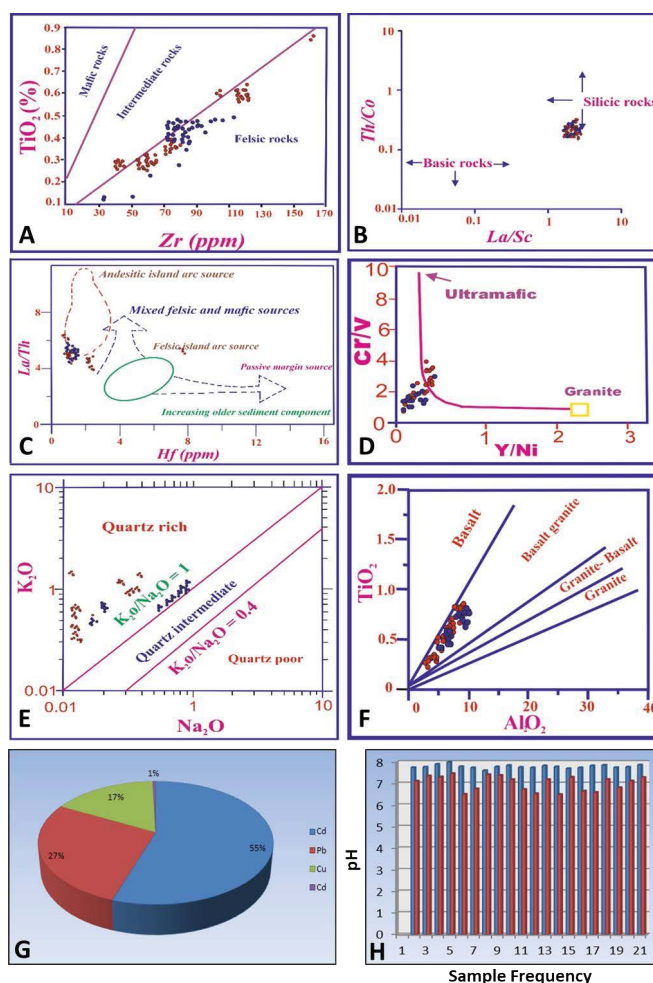 TiO2 (%)
0.9
0.8
0.7
0.6
0.5
0.4
0.3
0.2
0.1
Mafic rocks
Intermediate rocks
Felsic rocks
10 30 50 70 90 110 130 150 170
A
Zr (ppm)
Th/Co
10
1
0.1
0.01
Silicic rocks
Basic rocks
0.01 0.1 1 10
B
La/Sc
La/Th
8
4
0
Andesitic island arc source
Mixed felsic and mafic sources
Felsic island arc source
Passive margin source
Increasing older sediment component
0 4 8 12 16
C
Hf (ppm)
cr/v
10
8
6
4
2
0
Ultramafic
Granite
1 2 3
D
Y/Ni
K2O
10
1
0.01
Quartz rich
K2o/Na2O = 1
Quartz intermediate
K2o/Na2O = 0.4
Quartz poor
0.01 0.1 1 10
E
Na2O
TiO2
2.0
1.5
1.0
0.5
0
Basalt
Basalt granite
Granite- Basalt
Granite
0 10 20 30 40
F
1%
17%
27%
55%
Cd
Pb
Cu
Cd
G
pH
8
7
6
5
4
3
2
1
0
1 3 5 7 9 11 13 15 17 19 21
H
Sample Frequency